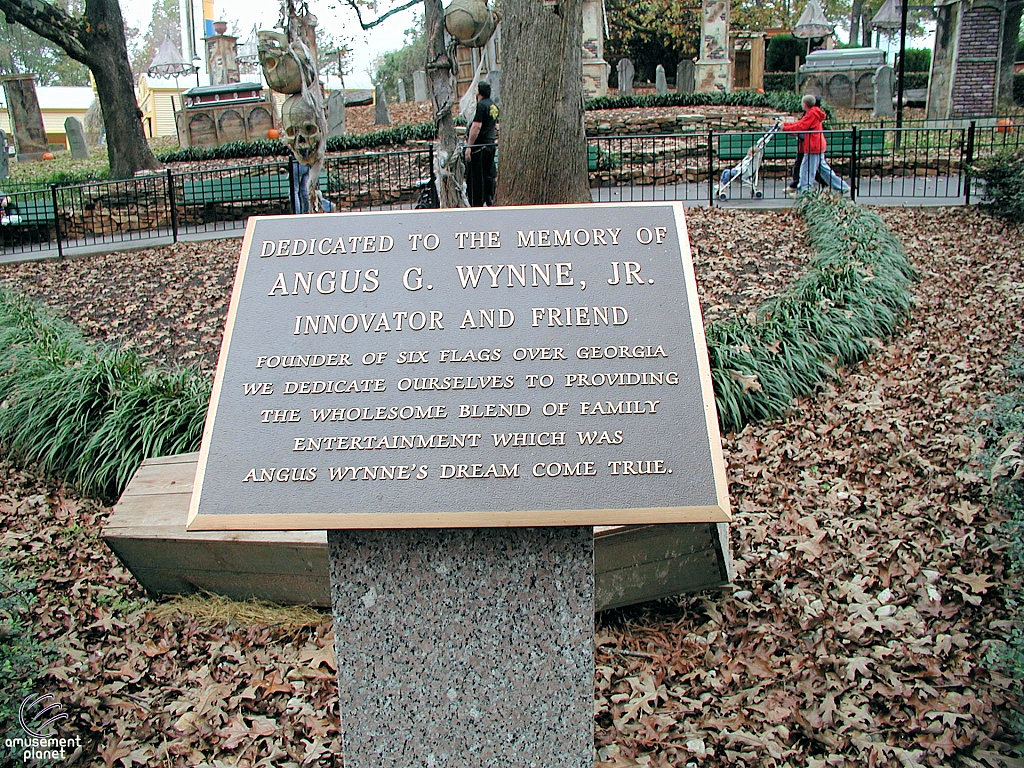 DEDICATED TO THE MEMORY OF
ANGUS G. WYNNE, JR.
INNOVATOR AND FRIEND
FOUNDER OF SIX FLAGS OVER GEORGIA
WE DEDICATE OURSELVES TO PROVIDING
THE WHOLESOME BLEND OF FAMILY
ENTERTAINMENT WHICH WAS
ANGUS WYNNE'S DREAM COME TRUE.
amusement
planet